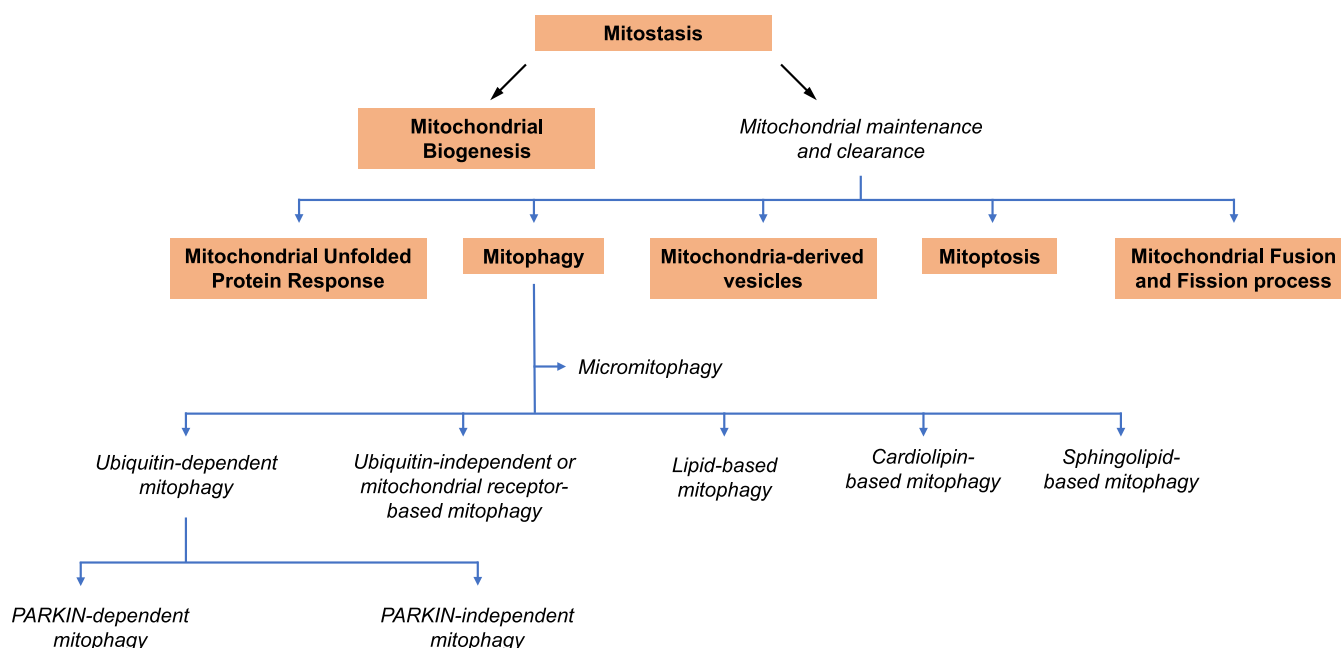 Mitostasis
Mitochondrial
Biogenesis
Mitochondrial maintenance
and clearance
Mitochondrial Unfolded
Protein Response
Mitophagy
Mitochondria-derived
vesicles
Mitoptosis
Mitochondrial Fusion
and Fission process
Micromitophagy
Ubiquitin-dependent
mitophagy
Ubiquitin-independent or
mitochondrial receptor-
based mitophagy
Lipid-based
mitophagy
Cardiolipin-
based mitophagy
Sphingolipid-
based mitophagy
PARKIN-dependent
mitophagy
PARKIN-independent
mitophagy